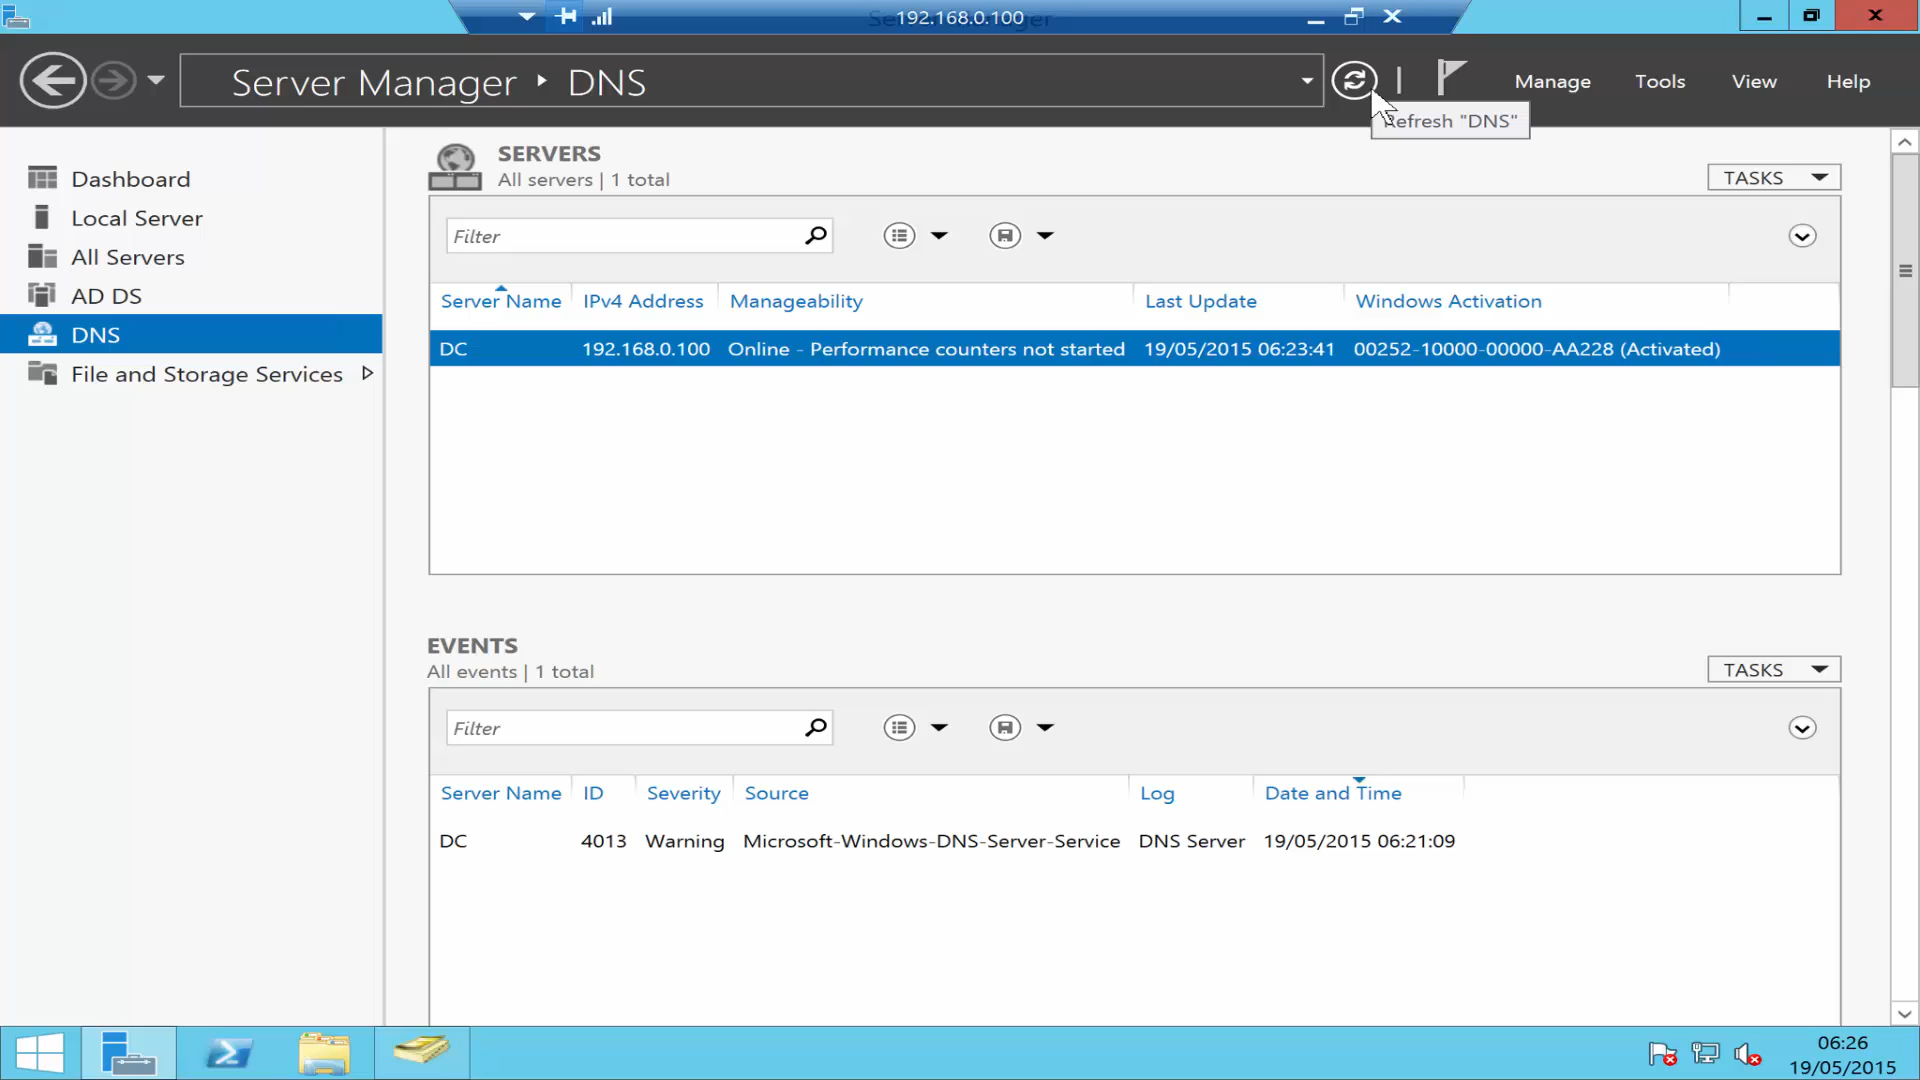 192.168.0.100
Server Manager ▸ DNS
Manage Tools View Help
Refresh "DNS"
Dashboard
Local Server
All Servers
AD DS
DNS
File and Storage Services
SERVERS
All servers | 1 total
TASKS
Filter
Server Name IPv4 Address Manageability Last Update Windows Activation
DC 192.168.0.100 Online - Performance counters not started 19/05/2015 06:23:41 00252-10000-00000-AA228 (Activated)
EVENTS
All events | 1 total
TASKS
Filter
Server Name ID Severity Source Log Date and Time
DC 4013 Warning Microsoft-Windows-DNS-Server-Service DNS Server 19/05/2015 06:21:09
06:26
19/05/2015